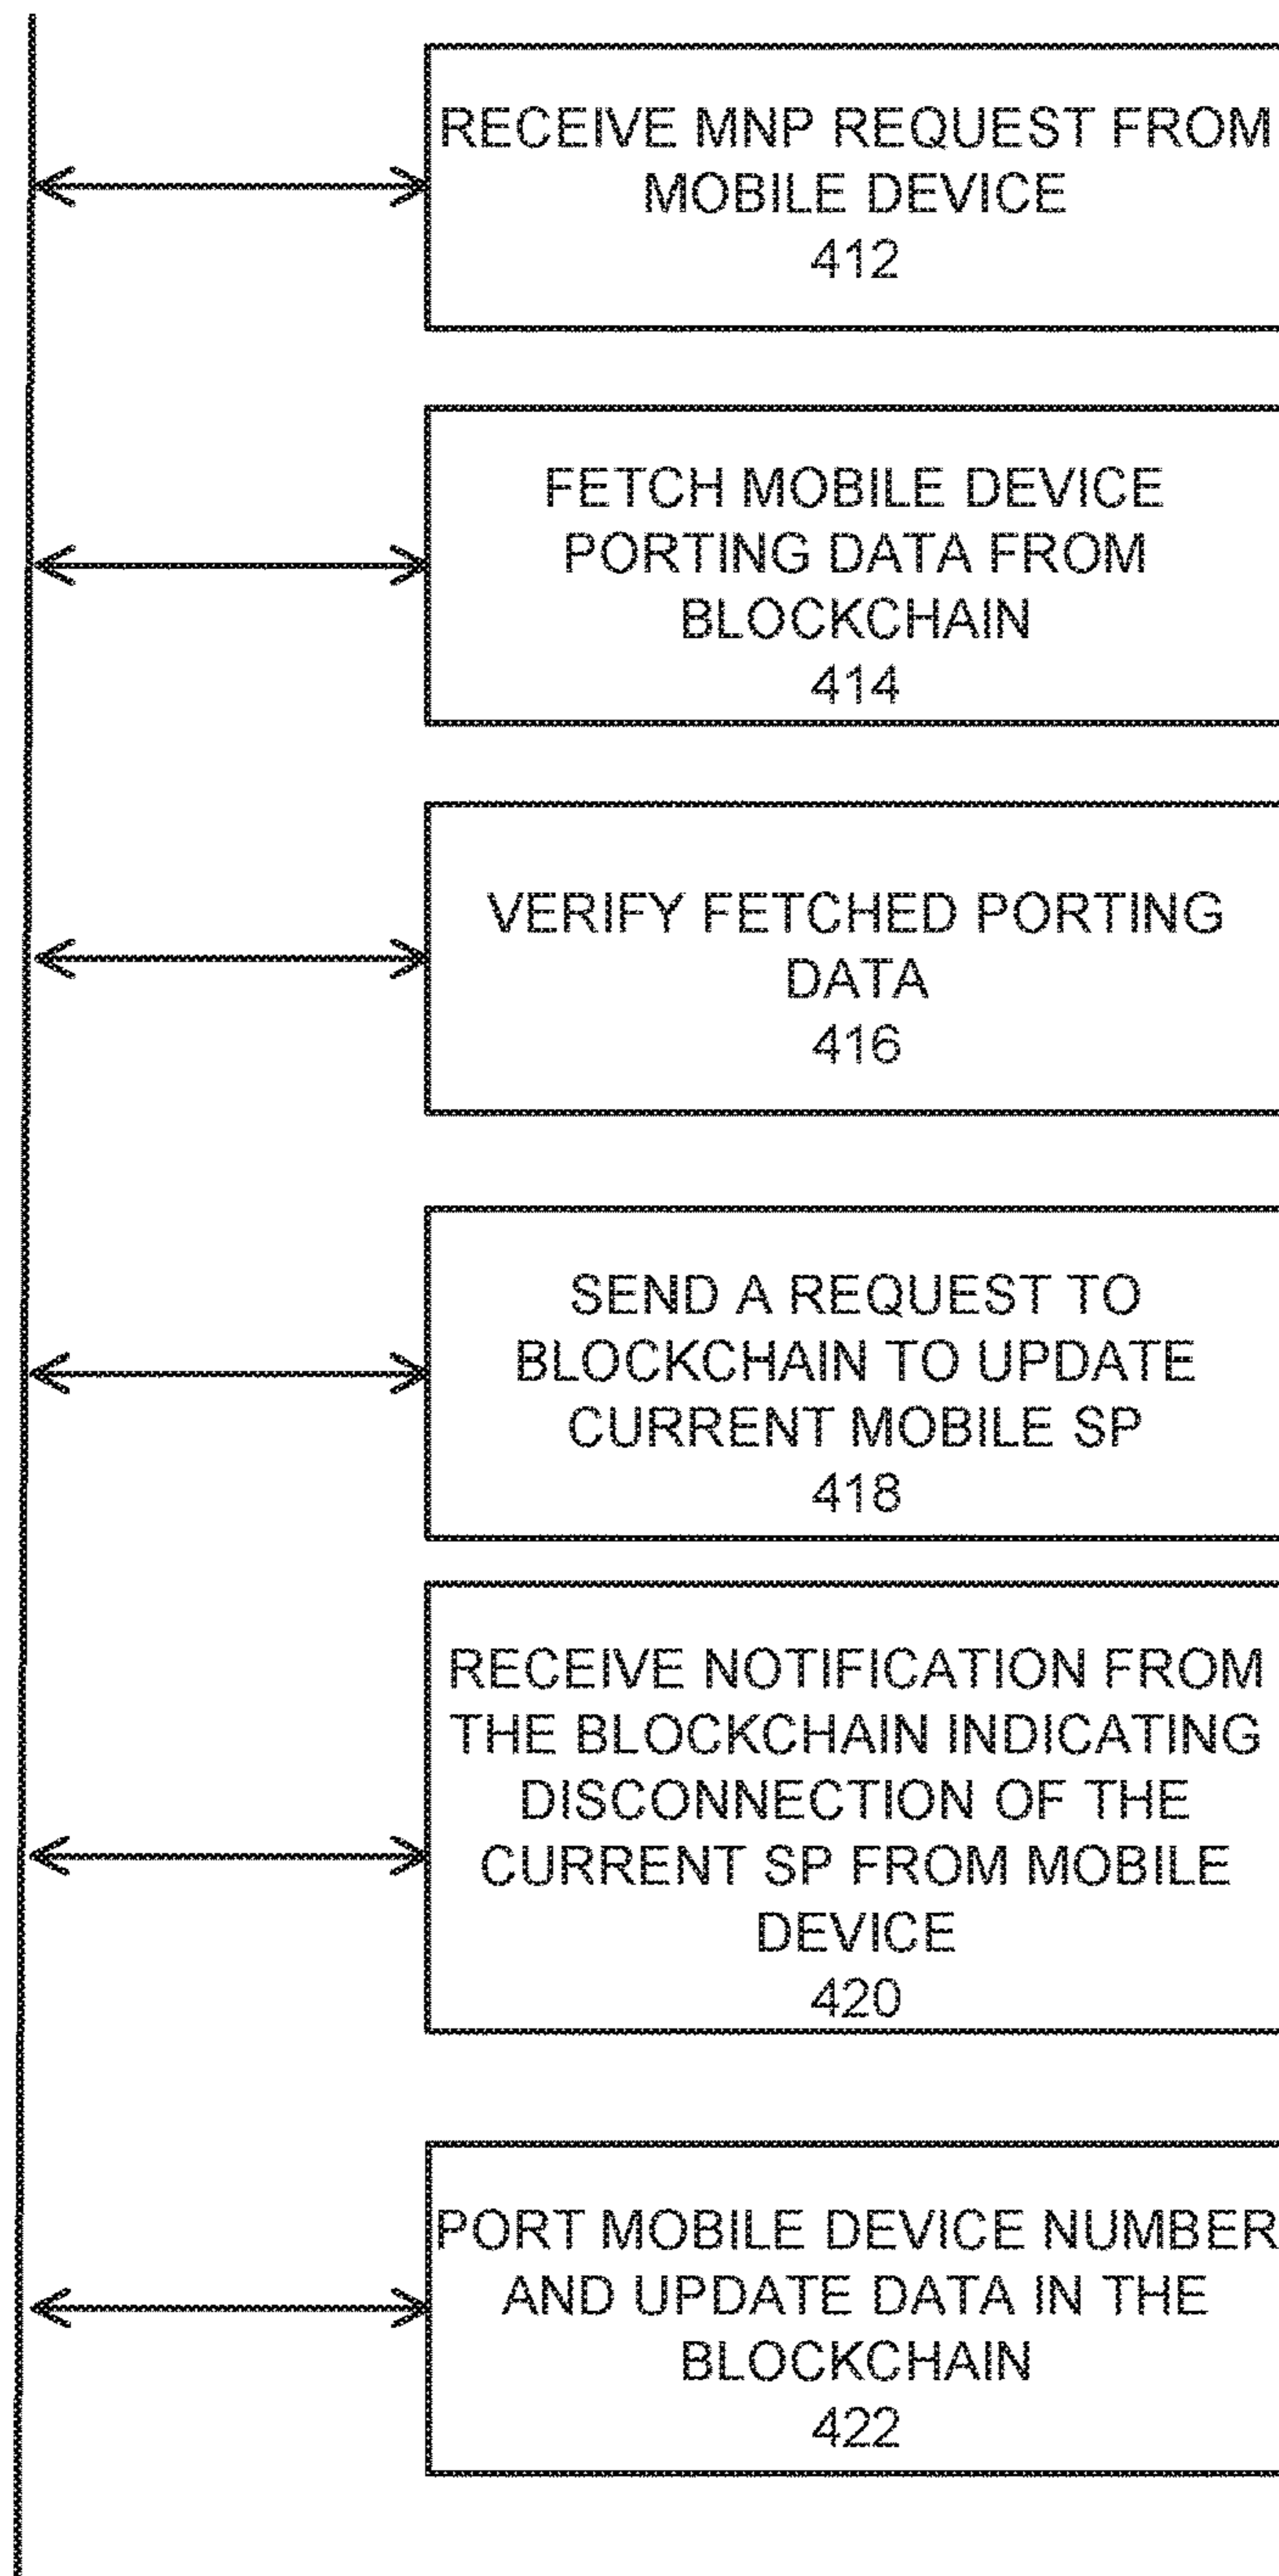 RECEIVE MNP REQUEST FROM
MOBILE DEVICE
412
FETCH MOBILE DEVICE
PORTING DATA FROM
BLOCKCHAIN
414
VERIFY FETCHED PORTING
DATA
416
SEND A REQUEST TO
BLOCKCHAIN TO UPDATE
CURRENT MOBILE SP
418
RECEIVE NOTIFICATION FROM
THE BLOCKCHAIN INDICATING
DISCONNECTION OF THE
CURRENT SP FROM MOBILE
DEVICE
420
PORT MOBILE DEVICE NUMBER
AND UPDATE DATA IN THE
BLOCKCHAIN
422